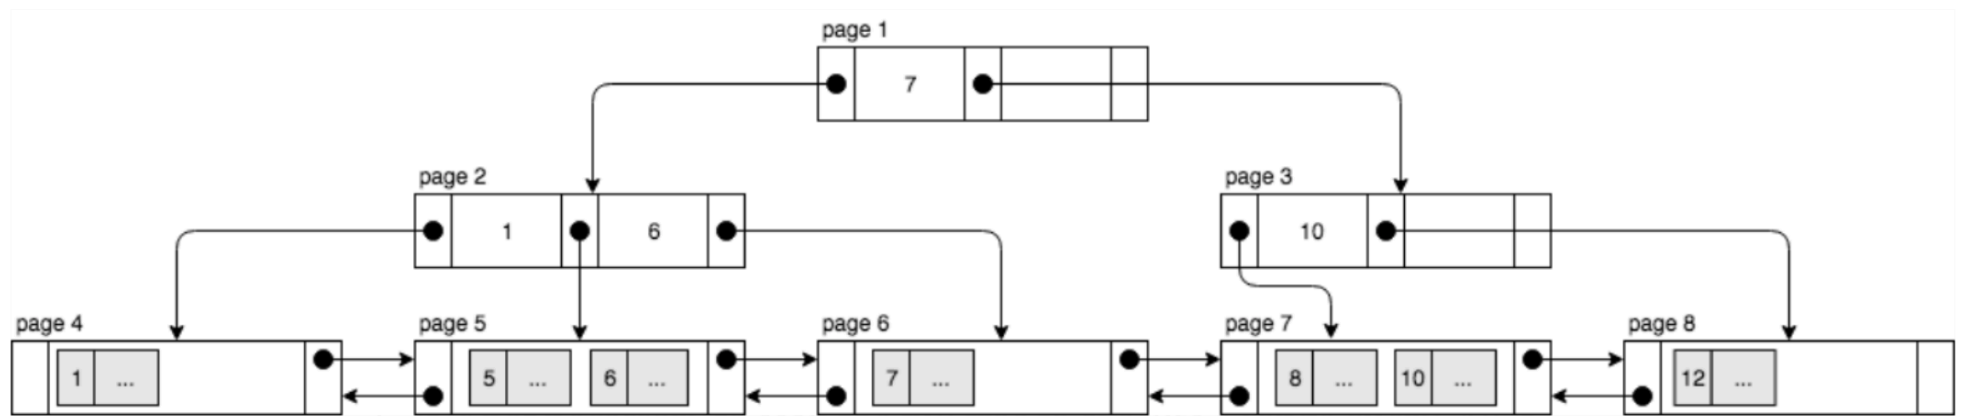 page 1
7
page 2
1 6
page 3
10
page 4
1 ...
page 5
5 ... 6 ...
page 6
7 ...
page 7
8 ... 10 ...
page 8
12 ...